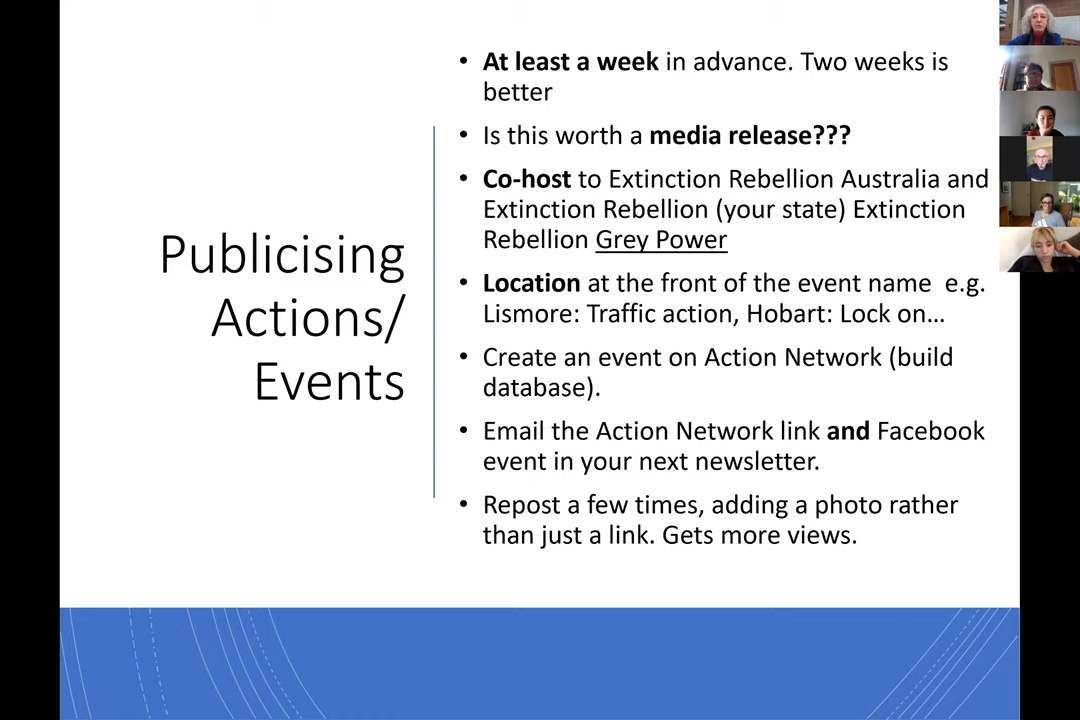 Publicising
Actions/
Events
• At least a week in advance. Two weeks is
better
• Is this worth a media release???
• Co-host to Extinction Rebellion Australia and
Extinction Rebellion (your state) Extinction
Rebellion Grey Power
• Location at the front of the event name  e.g.
Lismore: Traffic action, Hobart: Lock on…
• Create an event on Action Network (build
database).
• Email the Action Network link and Facebook
event in your next newsletter.
• Repost a few times, adding a photo rather
than just a link. Gets more views.